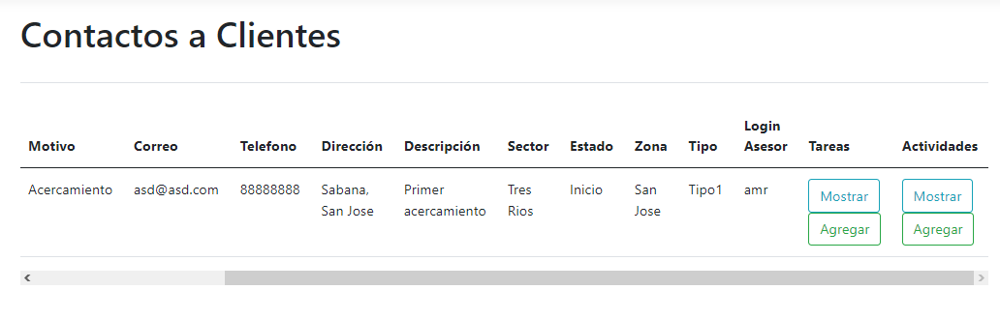 Contactos a Clientes
Motivo Correo Telefono Dirección Descripción Sector Estado Zona Tipo Login Asesor Tareas Actividades
Acercamiento asd@asd.com 88888888 Sabana, San Jose Primer acercamiento Tres Rios Inicio San Jose Tipo1 amr Mostrar Agregar Mostrar Agregar